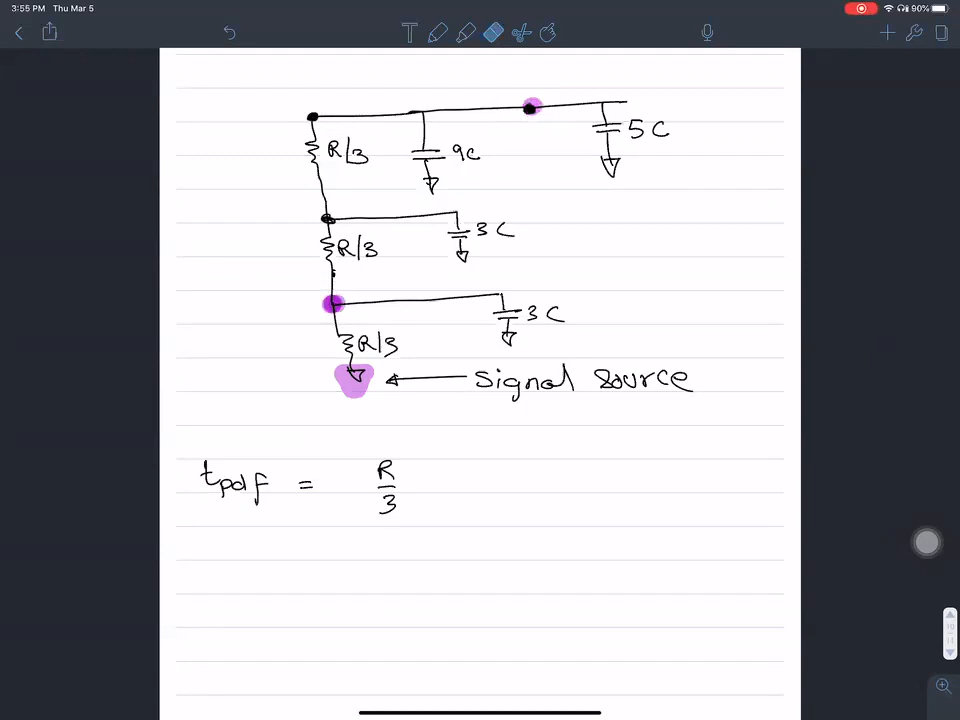 3:55 PM Thu Mar 5
90%
5C
R/3
9C
3C
R/3
3C
R/3
signal source
tpdf = R/3